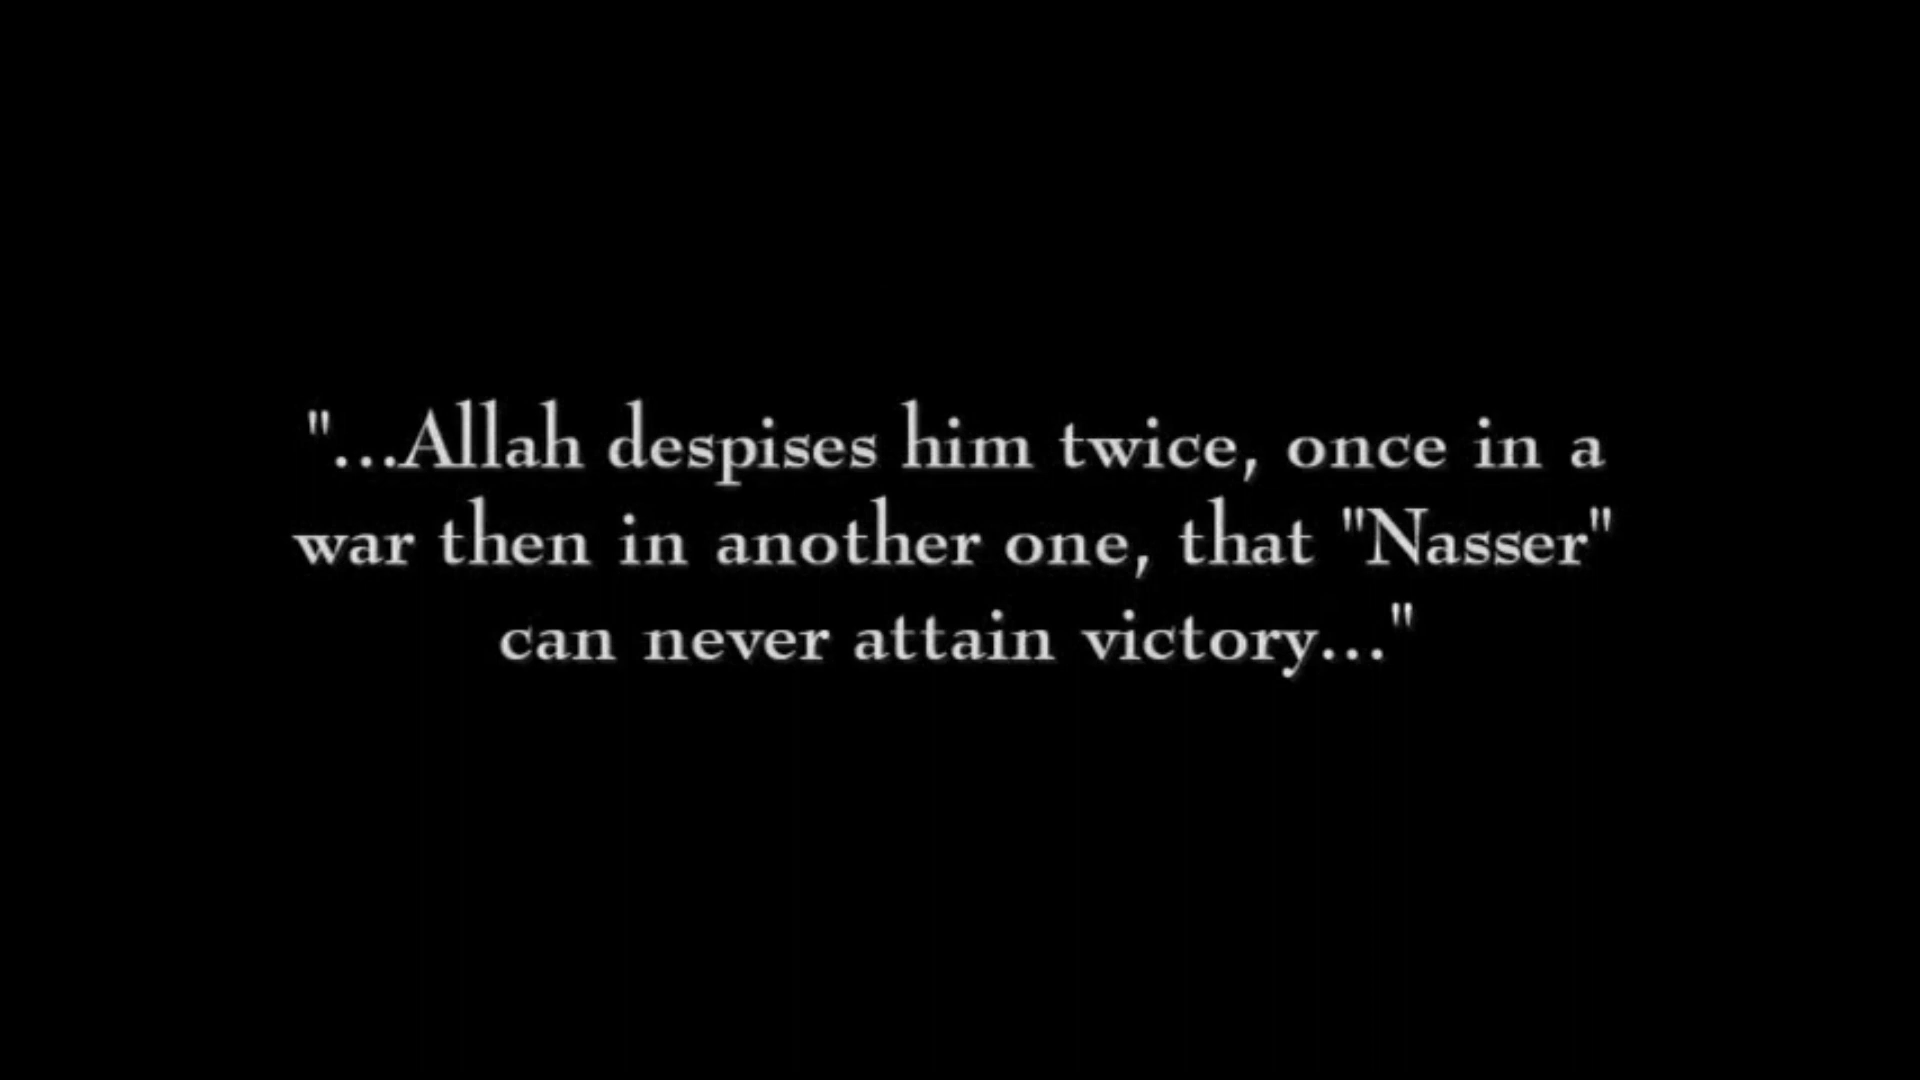 "...Allah despises him twice, once in a
war then in another one, that "Nasser"
can never attain victory..."